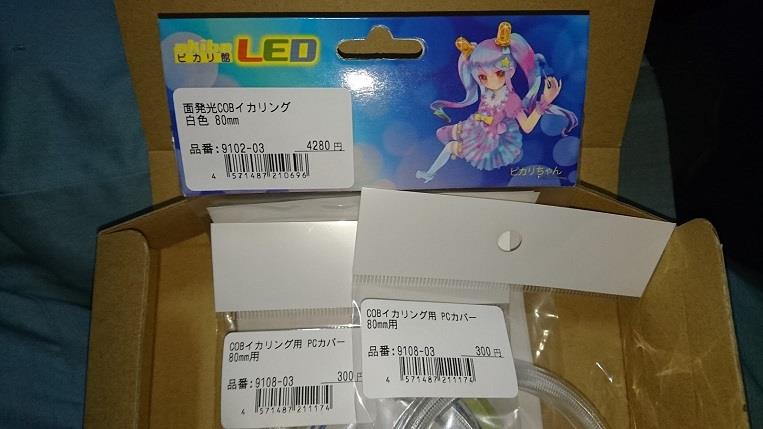 akiba LED
ピカリ館
面発光COBイカリング
白色 80mm
品番:9102-03 4280円
4 571487 210696
ピカリちゃん
COBイカリング用 PCカバー
80mm用
品番:9108-03 300円
4 571487 211174
COBイカリング用 PCカバー
80mm用
品番:9108-03 300円
4 571487 211174